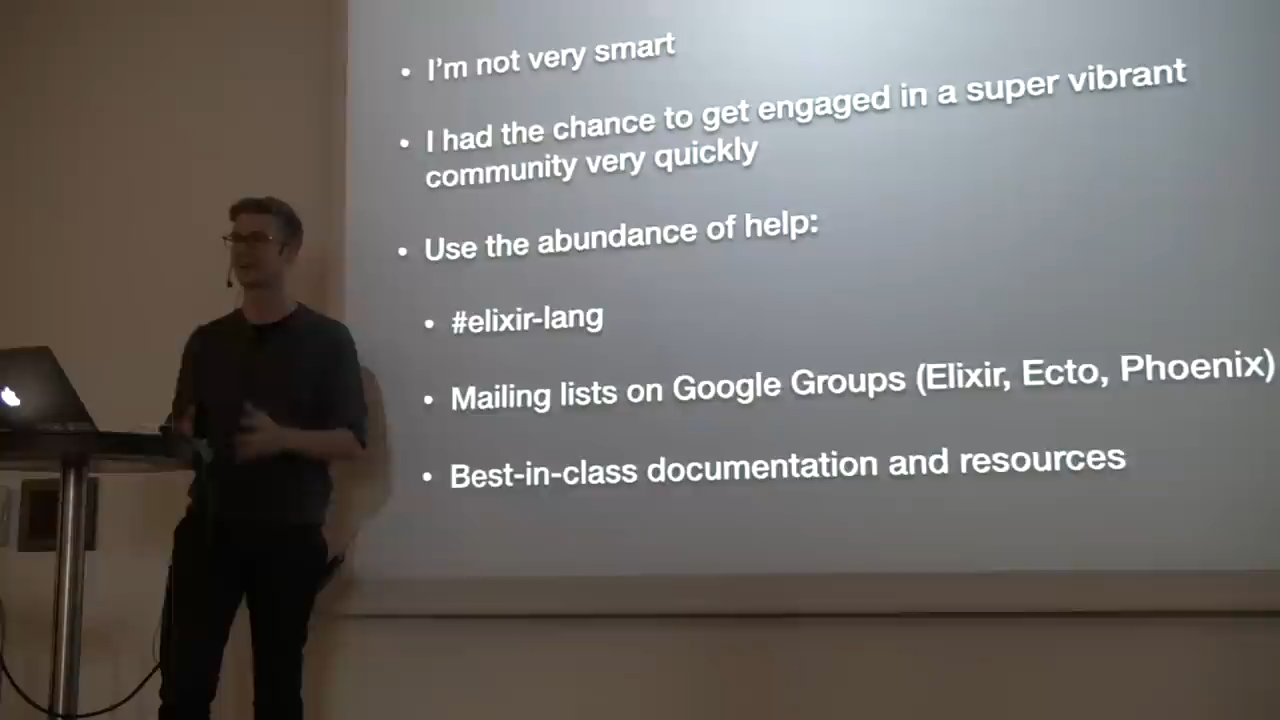 • I'm not very smart
• I had the chance to get engaged in a super vibrant
community very quickly
• Use the abundance of help:
• #elixir-lang
• Mailing lists on Google Groups (Elixir, Ecto, Phoenix)
• Best-in-class documentation and resources